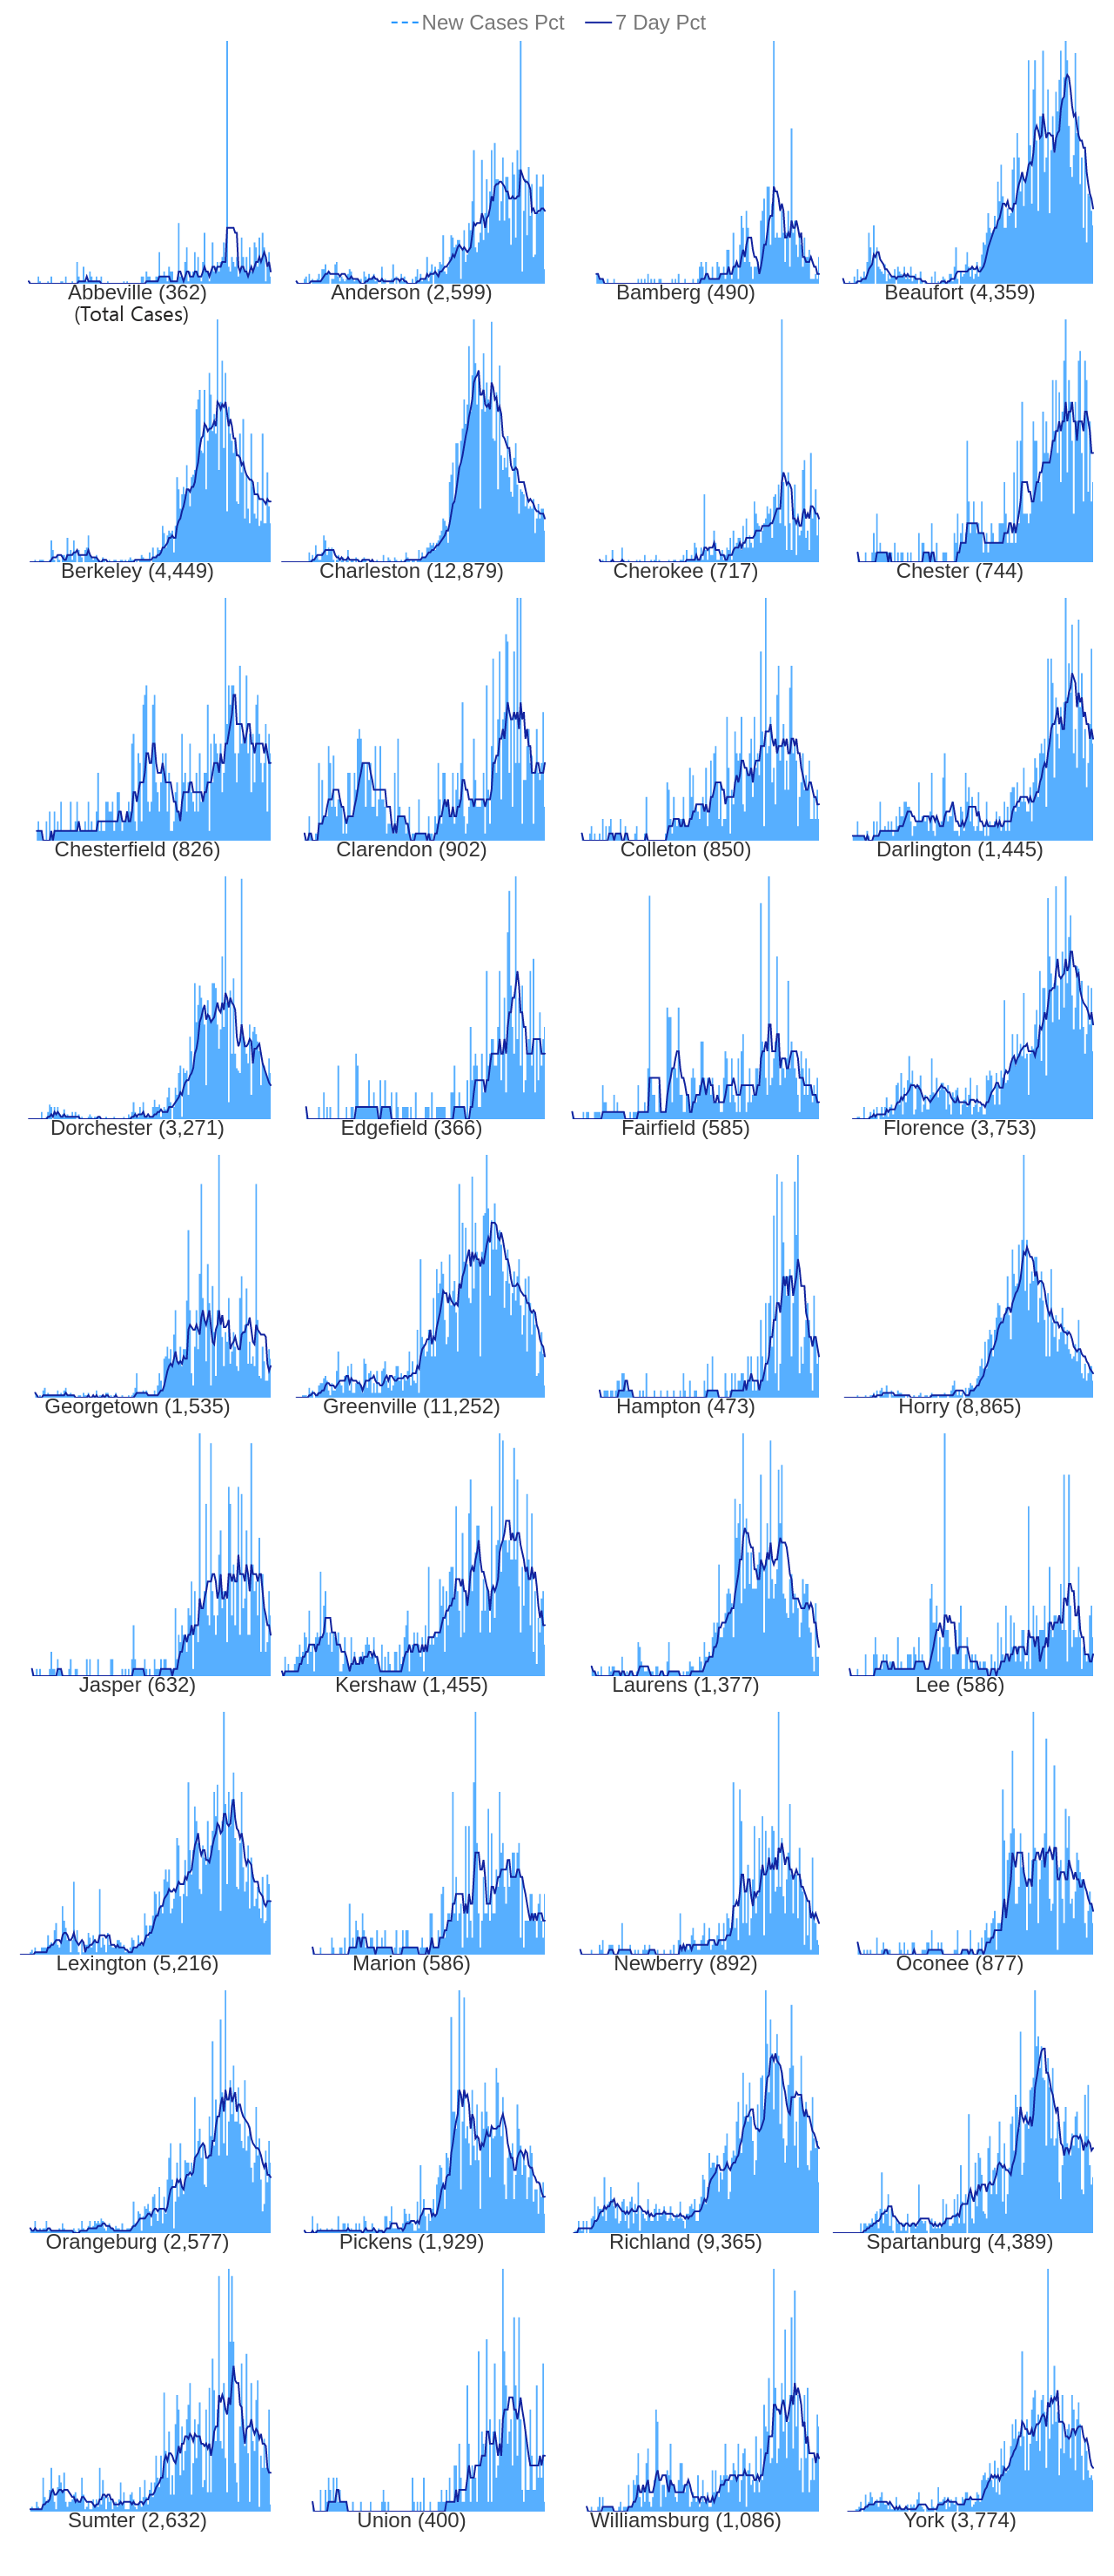 New Cases Pct 7 Day Pct
Abbeville (362) Anderson (2,599) Bamberg (490) Beaufort (4,359)
(Total Cases)
Berkeley (4,449) Charleston (12,879) Cherokee (717) Chester (744)
Chesterfield (826) Clarendon (902) Colleton (850) Darlington (1,445)
Dorchester (3,271) Edgefield (366) Fairfield (585) Florence (3,753)
Georgetown (1,535) Greenville (11,252) Hampton (473) Horry (8,865)
Jasper (632) Kershaw (1,455) Laurens (1,377) Lee (586)
Lexington (5,216) Marion (586) Newberry (892) Oconee (877)
Orangeburg (2,577) Pickens (1,929) Richland (9,365) Spartanburg (4,389)
Sumter (2,632) Union (400) Williamsburg (1,086) York (3,774)